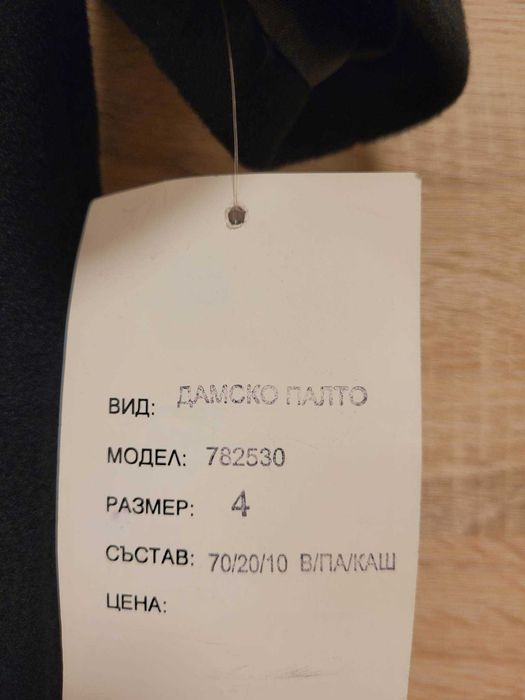 ВИД: ДАМСКО ПАЛТО
МОДЕЛ: 782530
РАЗМЕР: 4
СЪСТАВ: 70/20/10 В/ПА/КАШ
ЦЕНА: